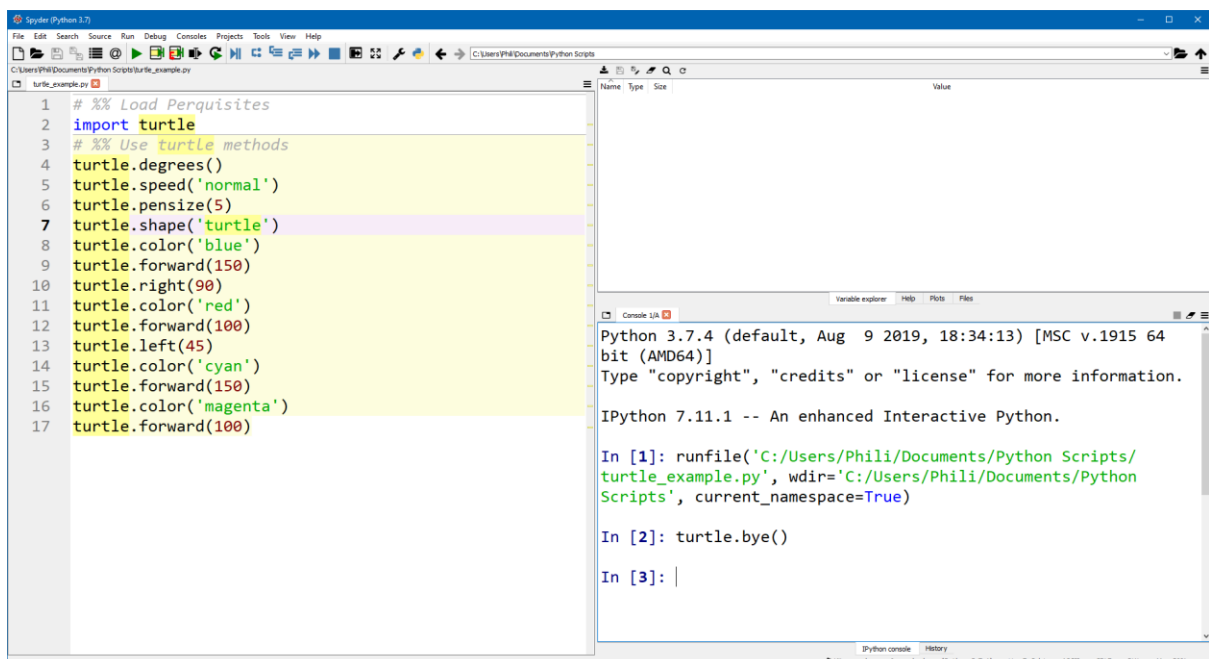 Spyder (Python 3.7)
File Edit Search Source Run Debug Consoles Projects Tools View Help
C:\Users\Phili\Documents\Python Scripts
C:\Users\Phili\Documents\Python Scripts\turtle_example.py
turtle_example.py
1 # %% Load Perquisites
2 import turtle
3 # %% Use turtle methods
4 turtle.degrees()
5 turtle.speed('normal')
6 turtle.pensize(5)
7 turtle.shape('turtle')
8 turtle.color('blue')
9 turtle.forward(150)
10 turtle.right(90)
11 turtle.color('red')
12 turtle.forward(100)
13 turtle.left(45)
14 turtle.color('cyan')
15 turtle.forward(150)
16 turtle.color('magenta')
17 turtle.forward(100)
Name Type Size Value
Variable explorer Help Plots Files
Console 1/A
Python 3.7.4 (default, Aug 9 2019, 18:34:13) [MSC v.1915 64
bit (AMD64)]
Type "copyright", "credits" or "license" for more information.
IPython 7.11.1 -- An enhanced Interactive Python.
In [1]: runfile('C:/Users/Phili/Documents/Python Scripts/
turtle_example.py', wdir='C:/Users/Phili/Documents/Python
Scripts', current_namespace=True)
In [2]: turtle.bye()
In [3]:
IPython console History